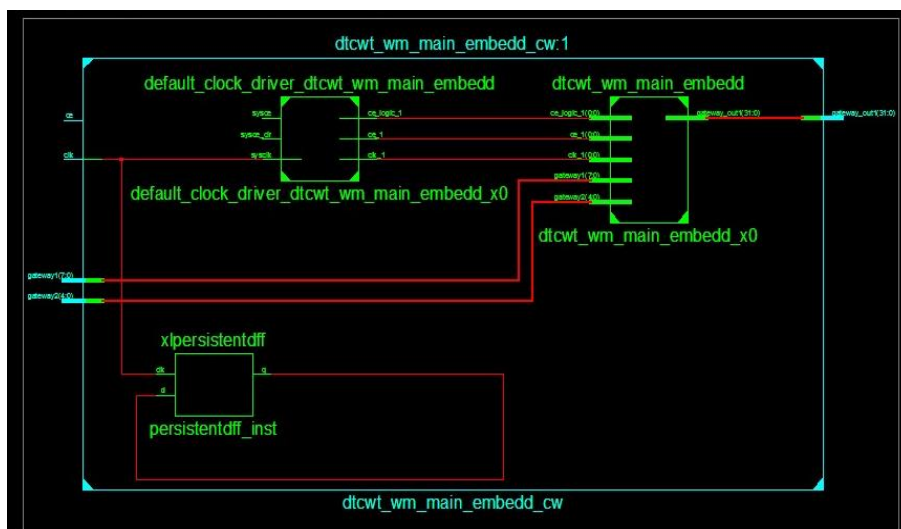 dtcwt_wm_main_embedd_cw:1
default_clock_driver_dtcwt_wm_main_embedd
dtcwt_wm_main_embedd
ce
sysce
ce_logic_1
ce_logic_1(0:0)
gateway_out1(31:0)
gateway_out1(31:0)
sysce_clr
ce_1
ce_1(0:0)
clk
sysclk
clk_1
clk_1(0:0)
gateway1(7:0)
default_clock_driver_dtcwt_wm_main_embedd_x0
gateway2(4:0)
dtcwt_wm_main_embedd_x0
gateway1(7:0)
gateway2(4:0)
xlpersistentdff
clk
q
d
persistentdff_inst
dtcwt_wm_main_embedd_cw